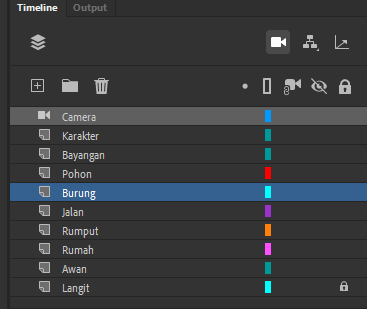 Timeline Output
Camera
Karakter
Bayangan
Pohon
Burung
Jalan
Rumput
Rumah
Awan
Langit